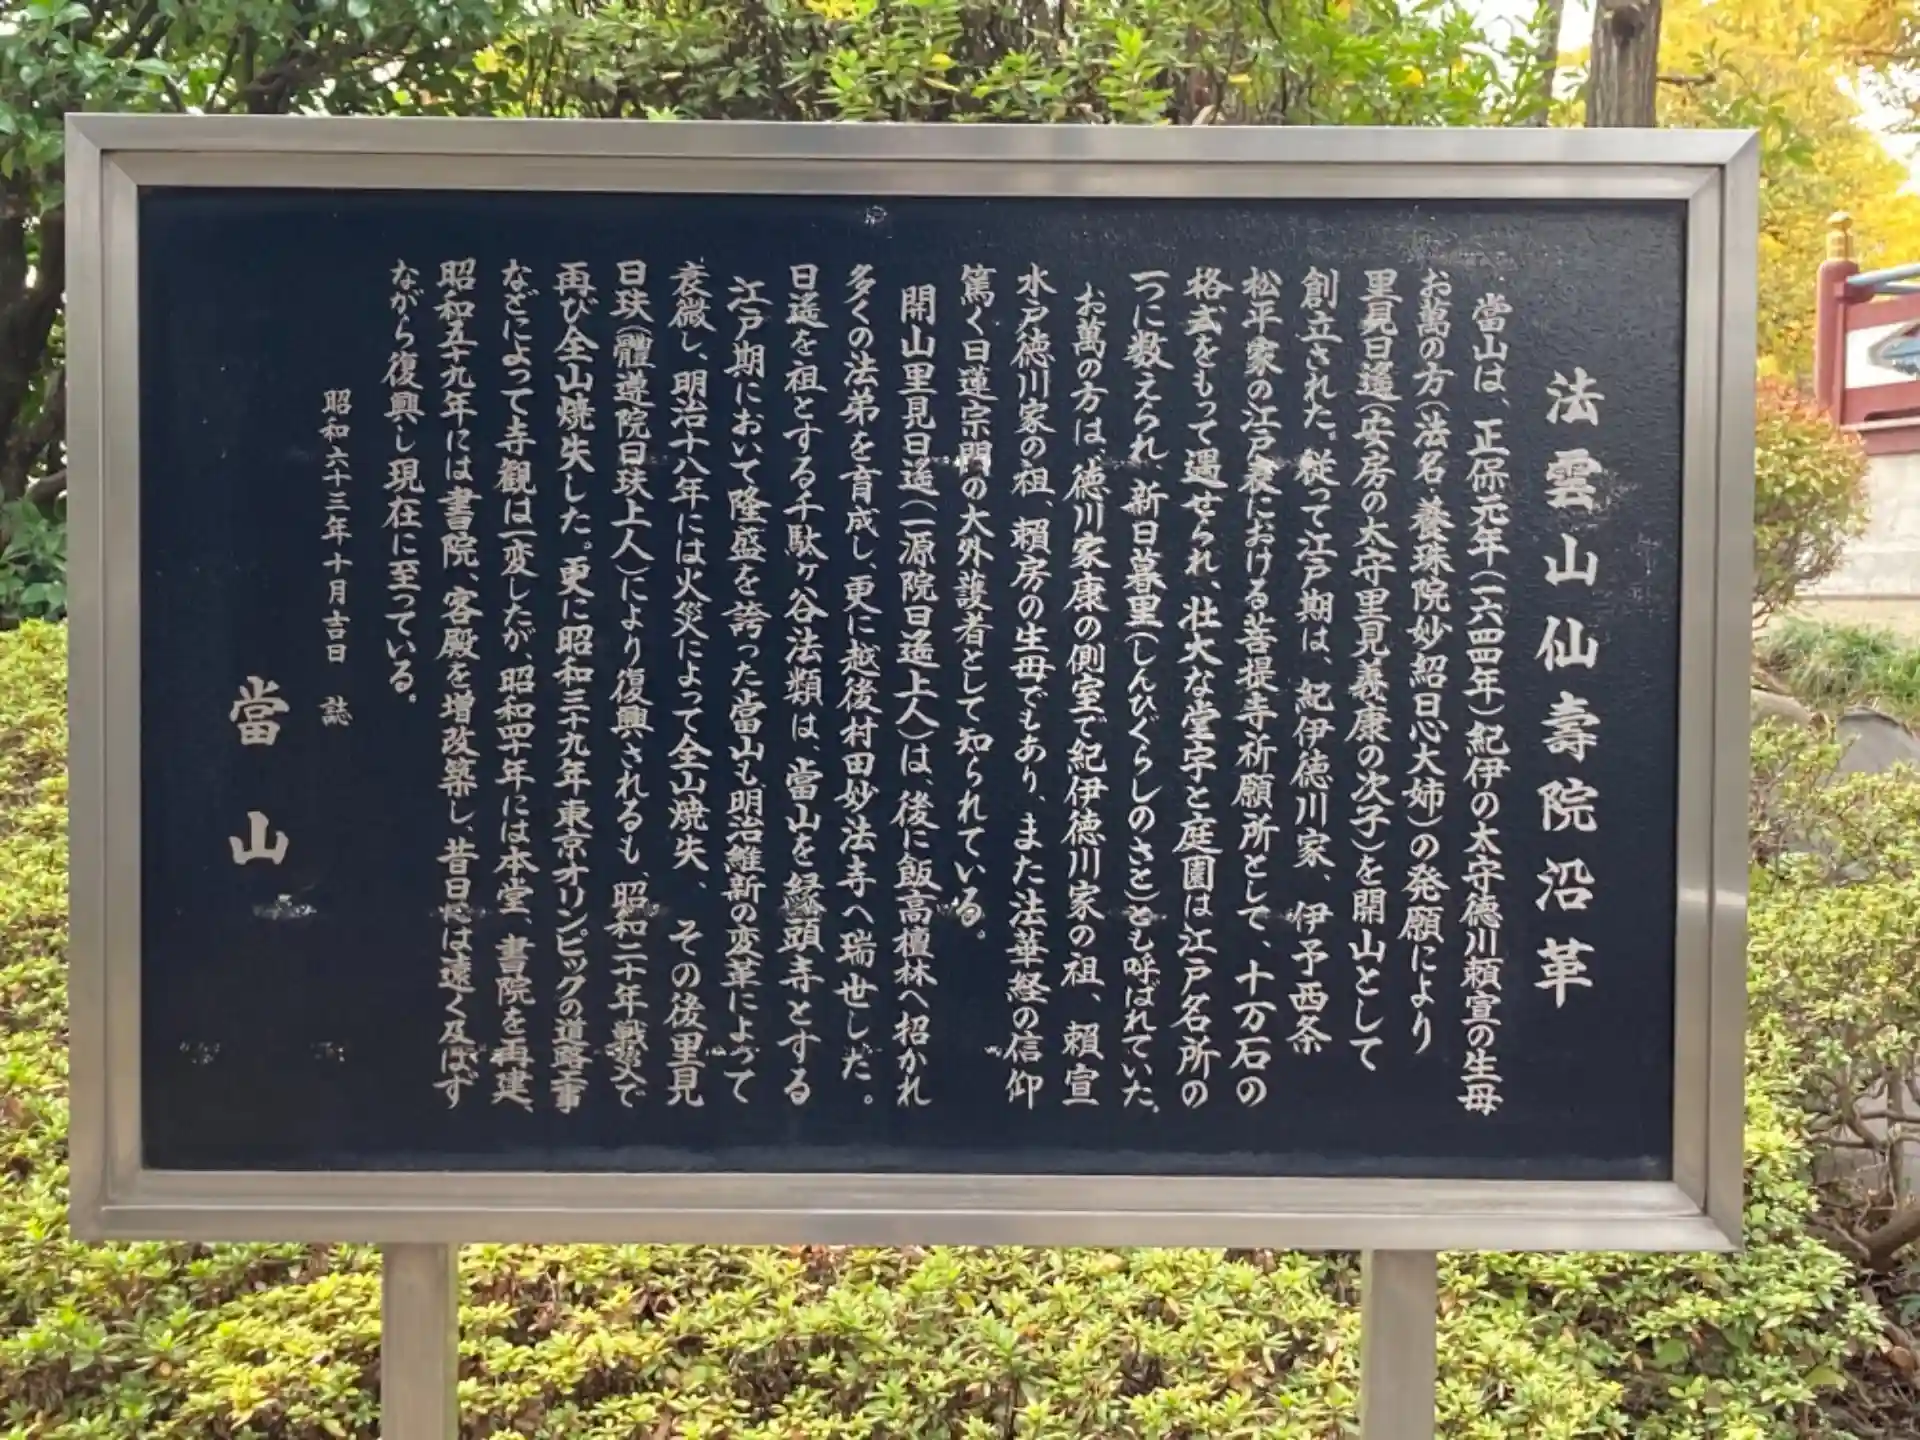 法雲山仙壽院沿革
當山は、正保元年(一六四四年)紀伊の太守徳川頼宣の生母
お萬の方(法名・養珠院妙紹日心大姉)の発願により
里見日遙(安房の太守里見義康の次子)を開山として
創立された。従って江戸期は、紀伊徳川家、伊予西条
松平家の江戸表における菩提寺祈願所として、十万石の
格式をもって遇せられ、壮大な堂宇と庭園は江戸名所の
一つに数えられ、新日暮里(しんひぐらしのさと)とも呼ばれていた。
お萬の方は、徳川家康の側室で紀伊徳川家の祖、頼宣
水戸徳川家の祖、頼房の生母でもあり、また法華経の信仰
篤く日蓮宗門の大外護者として知られている。
開山里見日遙(一源院日遙上人)は、後に飯高檀林へ招かれ
多くの法弟を育成し、更に越後村田妙法寺へ瑞世した。
日遙を祖とする千駄ヶ谷法類は、當山を縁頭寺とする
江戸期において隆盛を誇った當山も明治維新の変革によって
衰微し、明治十八年には火災によって全山焼失、その後里見
日玞(體遵院日玞上人)により復興されるも、昭和二十年戦災で
再び全山焼失した。更に昭和三十九年東京オリンピックの道路工事
などによって寺観は一変したが、昭和四十年には本堂、書院を再建、
昭和五十九年には書院、客殿を増改築し、昔日には遠く及ばず
ながら復興し現在に至っている。
昭和六十三年十月吉日 誌
當山